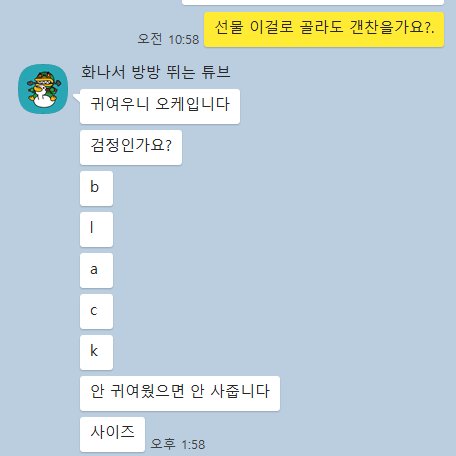 선물 이걸로 골라도 갠찬을가요?.
오전 10:58
화나서 방방 뛰는 튜브
귀여우니 오케입니다
검정인가요?
b
l
a
c
k
안 귀여웠으면 안 사줍니다
사이즈
오후 1:58